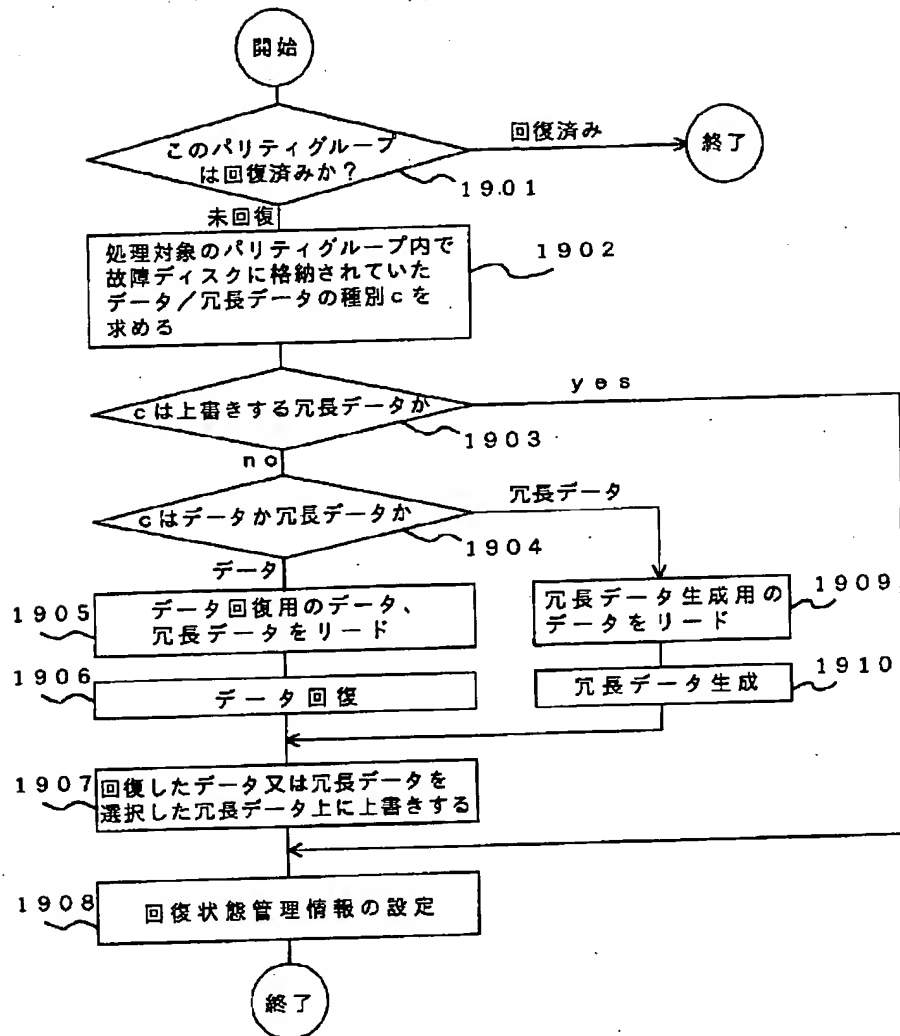 開始
このパリティグループ
は回復済みか?
回復済み
終了
1901
未回復
処理対象のパリティグループ内で
故障ディスクに格納されていた
データ/冗長データの種別cを
求める
1902
cは上書きする冗長データか
yes
1903
no
cはデータか冗長データか
冗長データ
1904
データ
1905
データ回復用のデータ、
冗長データをリード
冗長データ生成用の
データをリード
1909
1906
データ回復
冗長データ生成
1910
1907
回復したデータ又は冗長データを
選択した冗長データ上に上書きする
1908
回復状態管理情報の設定
終了